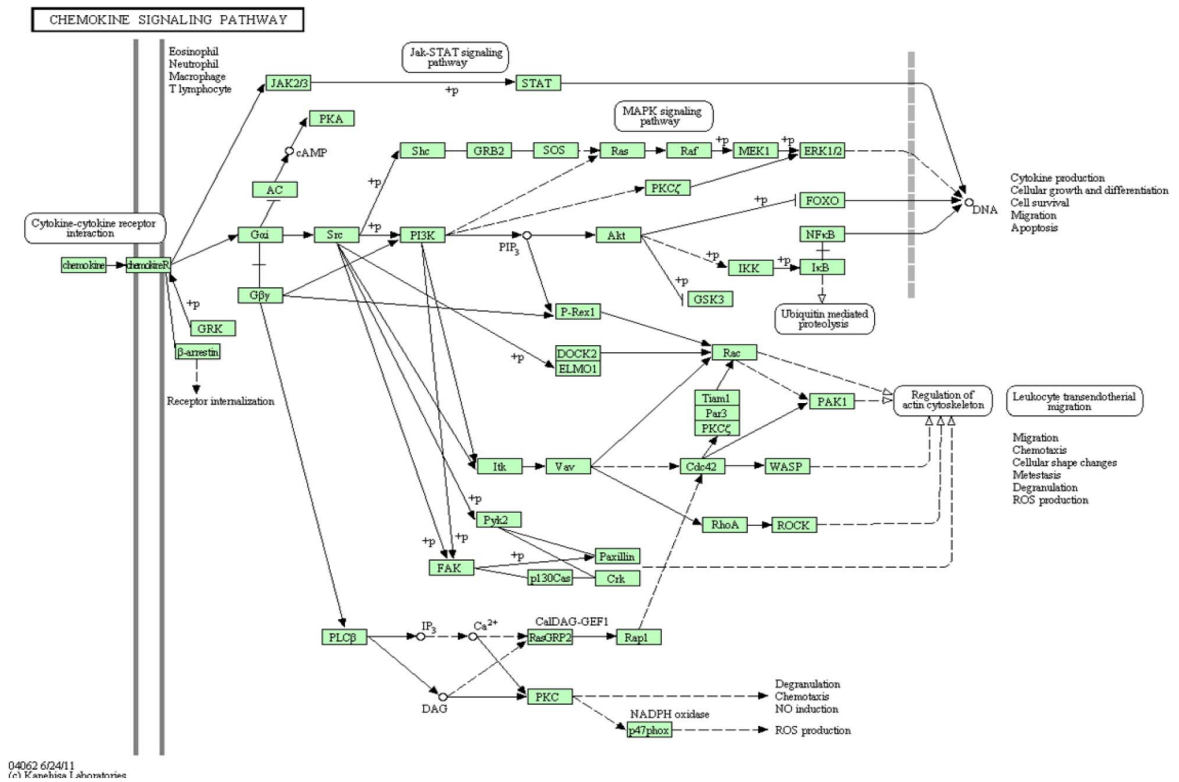 CHEMOKINE SIGNALING PATHWAY
Eosinophil
Neutrophil
Macrophage
T lymphocyte
Jak-STAT signaling
pathway
JAK2/3
+p
STAT
MAPK signaling
pathway
PKA
cAMP
AC
Shc
GRB2
SOS
Ras
Raf
+p
MEK1
+p
ERK1/2
+p
PKCζ
+p
FOXO
DNA
Cytokine production
Cellular growth and differentiation
Cell survival
Migration
Apoptosis
Cytokine-cytokine receptor
interaction
chemokine
chemokineR
Gαi
Src
+p
PI3K
PIP3
Akt
NFκB
+p
IKK
+p
IκB
+p
GSK3
Ubiquitin mediated
proteolysis
Gβγ
+p
GRK
β-arrestin
Receptor internalization
P-Rex1
+p
DOCK2
ELMO1
Rac
Tiam1
Par3
PKCζ
PAK1
Regulation of
actin cytoskeleton
Leukocyte transendotherial
migration
Migration
Chemotaxis
Cellular shape changes
Metestasis
Degranulation
ROS production
Itk
Vav
Cdc42
WASP
+p
Pyk2
RhoA
ROCK
+p
+p
+p
Paxillin
FAK
p130Cas
Crk
PLCβ
IP3
Ca2+
CalDAG-GEF1
RasGRP2
Rap1
DAG
PKC
Degranulation
Chemotaxis
NO induction
NADPH oxidase
p47phox
ROS production
04062 6/24/11
(c) Kanehisa Laboratories